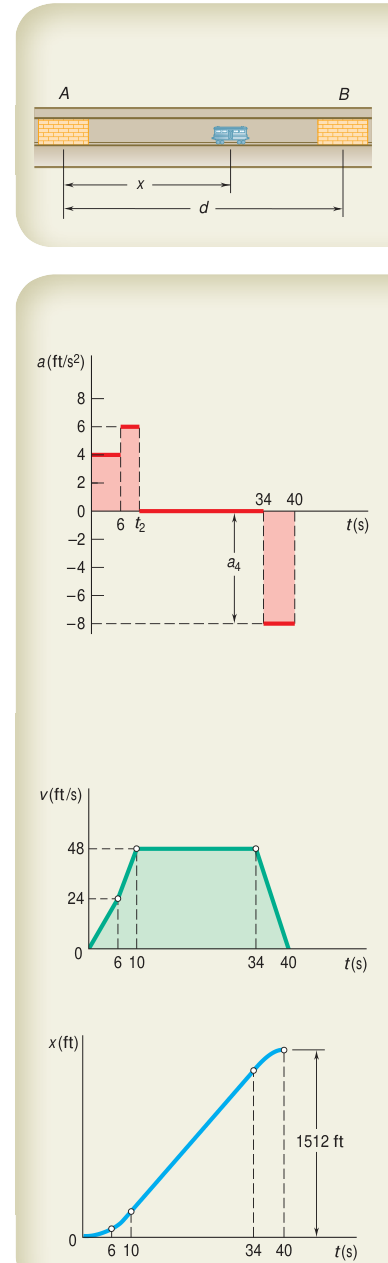 A B
x
d
a(ft/s²)
8
6
4
2
0
6 t₂ 34 40 t(s)
–2
–4
a₄
–6
–8
v(ft/s)
48
24
0
6 10 34 40 t(s)
x(ft)
1512 ft
0
6 10 34 40 t(s)